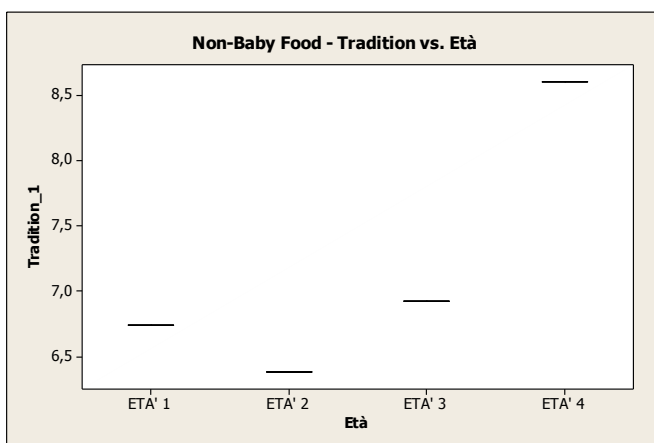 Non-Baby Food - Tradition vs. Età
8,5
8,0
7,5
7,0
6,5
Tradition_1
ETA' 1 ETA' 2 ETA' 3 ETA' 4
Età